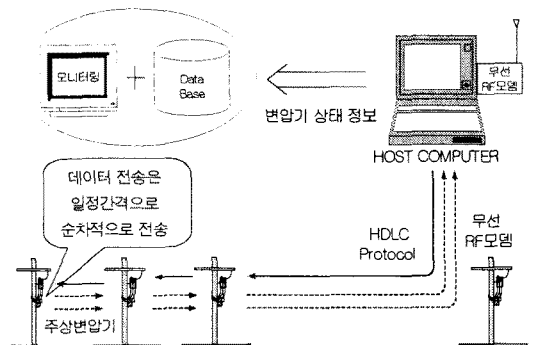 모니터링
+
Data
Base
무선
RF모뎀
변압기 상태 정보
HOST COMPUTER
데이터 전송은
일정간격으로
순차적으로 전송
HDLC
Protocol
무선
RF모뎀
주상변압기